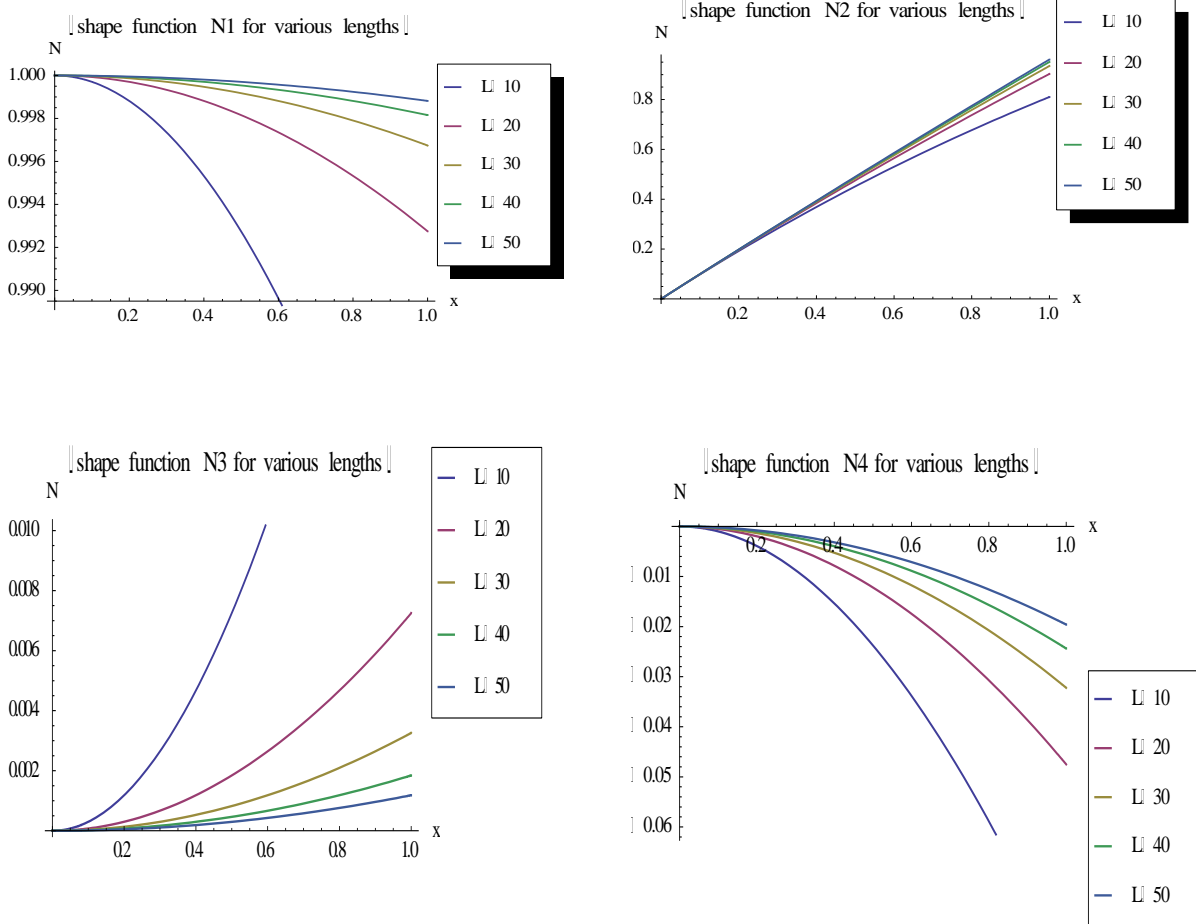 shape function N1 for various lengths
N
1.000
0.998
0.996
0.994
0.992
0.990
0.2 0.4 0.6 0.8 1.0
x
L 10
L 20
L 30
L 40
L 50
shape function N2 for various lengths
N
0.8
0.6
0.4
0.2
0.2 0.4 0.6 0.8 1.0
x
L 10
L 20
L 30
L 40
L 50
shape function N3 for various lengths
N
0.010
0.008
0.006
0.004
0.002
0.2 0.4 0.6 0.8 1.0
x
L 10
L 20
L 30
L 40
L 50
shape function N4 for various lengths
N
x
0.2 0.4 0.6 0.8 1.0
0.01
0.02
0.03
0.04
0.05
0.06
L 10
L 20
L 30
L 40
L 50